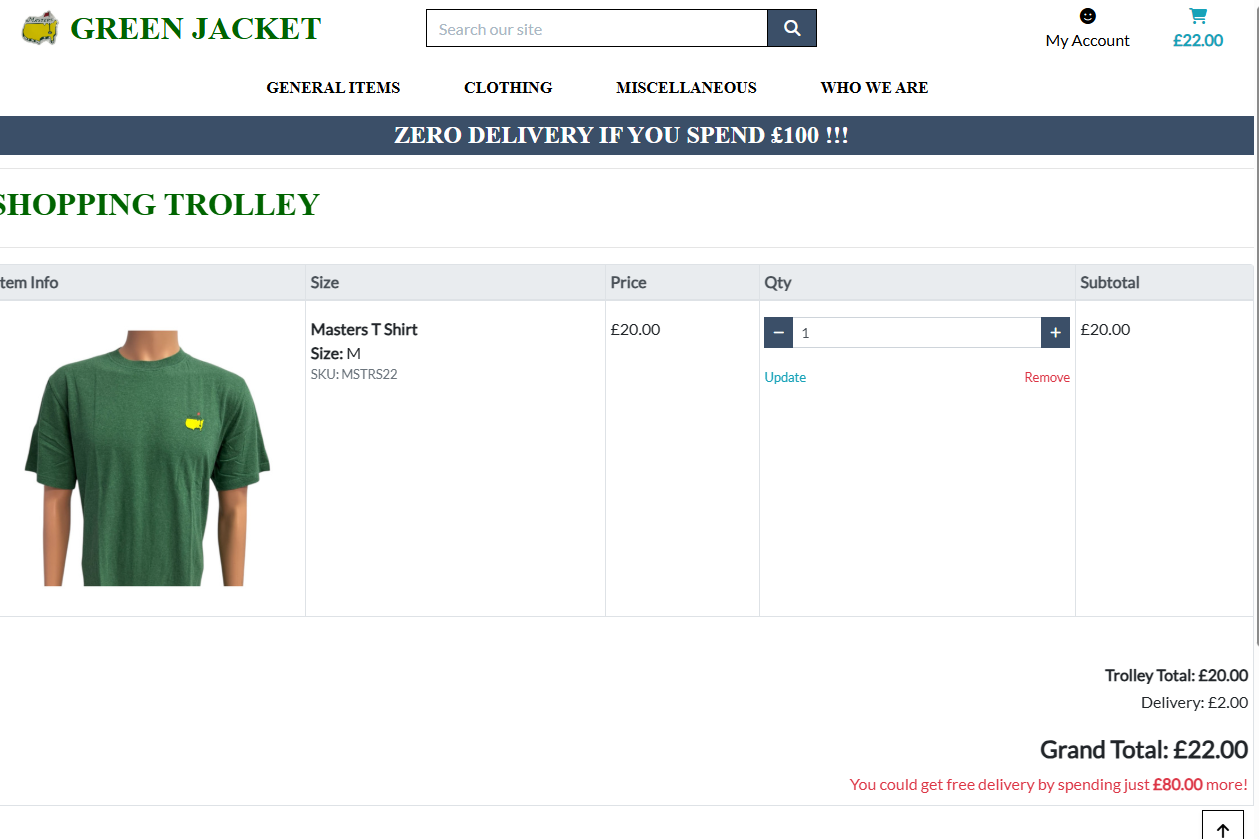 Masters
GREEN JACKET
Search our site
My Account
£22.00
GENERAL ITEMS CLOTHING MISCELLANEOUS WHO WE ARE
ZERO DELIVERY IF YOU SPEND £100 !!!
SHOPPING TROLLEY
tem Info Size Price Qty Subtotal
Masters T Shirt £20.00 − 1 + £20.00
Size: M
SKU: MSTRS22
Update Remove
Trolley Total: £20.00
Delivery: £2.00
Grand Total: £22.00
You could get free delivery by spending just £80.00 more!